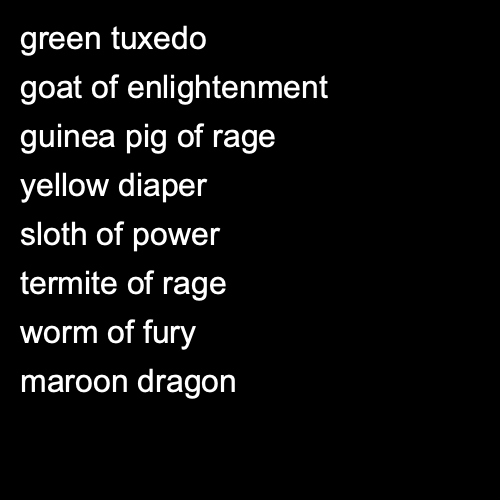 green tuxedo
goat of enlightenment
guinea pig of rage
yellow diaper
sloth of power
termite of rage
worm of fury
maroon dragon